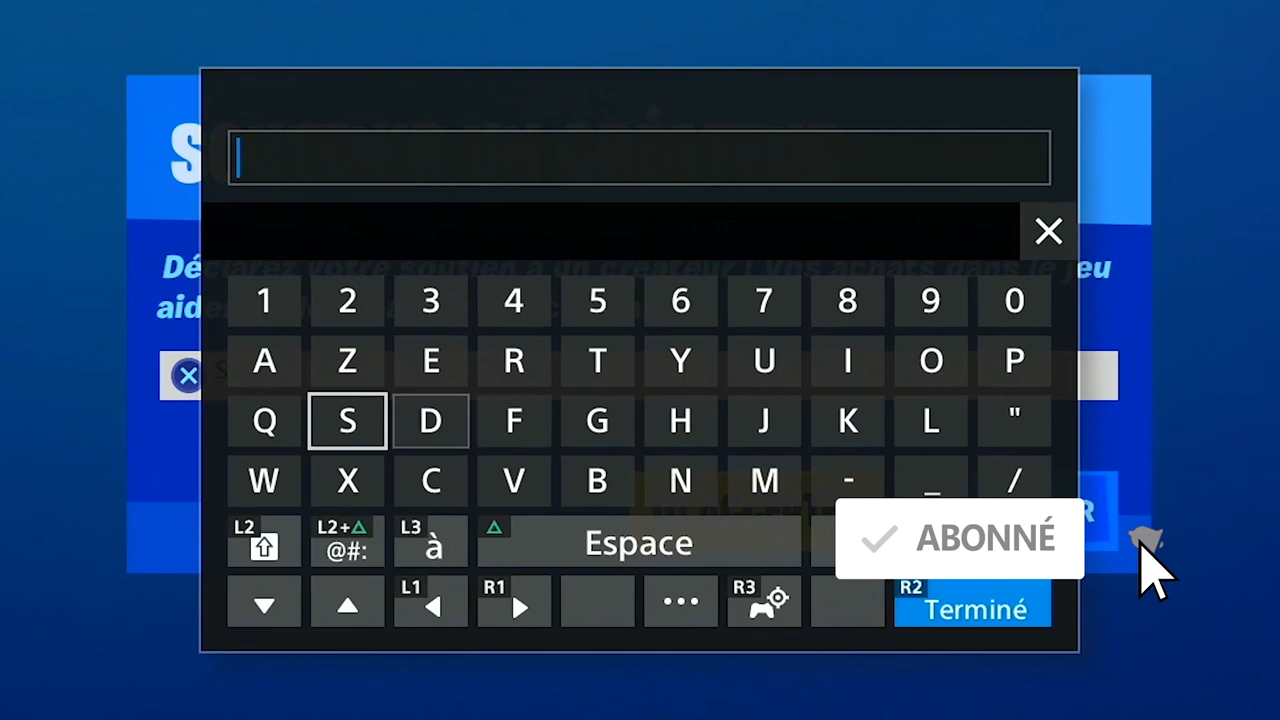 Déclarez votre soutien à un créateur ! Vos achats dans le jeu
1 2 3 4 5 6 7 8 9 0
A Z E R T Y U I O P
Q S D F G H J K L "
W X C V B N M - _ /
L2 L2+△ @#: L3 à △ Espace
ABONNÉ
L1 R1 ... R3 R2 Terminé